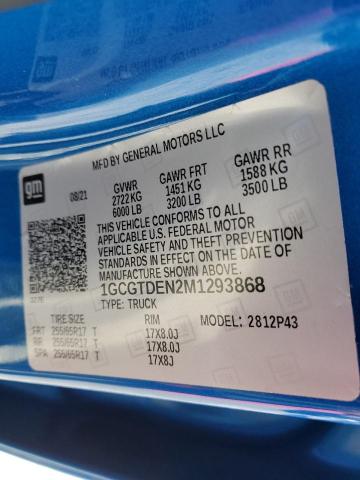 MFD BY GENERAL MOTORS LLC
gm
08/21
GVWR GAWR FRT GAWR RR
2722 KG 1451 KG 1588 KG
6000 LB 3200 LB 3500 LB
THIS VEHICLE CONFORMS TO ALL
APPLICABLE U.S. FEDERAL MOTOR
VEHICLE SAFETY AND THEFT PREVENTION
STANDARDS IN EFFECT ON THE DATE OF
MANUFACTURE SHOWN ABOVE.
1GCGTDEN2M1293868
TYPE: TRUCK
TIRE SIZE RIM MODEL: 2812P43
FRT 255/65R17 T 17X8.0J
RR 255/65R17 T 17X8.0J
SPA 255/65R17 T 17X8J